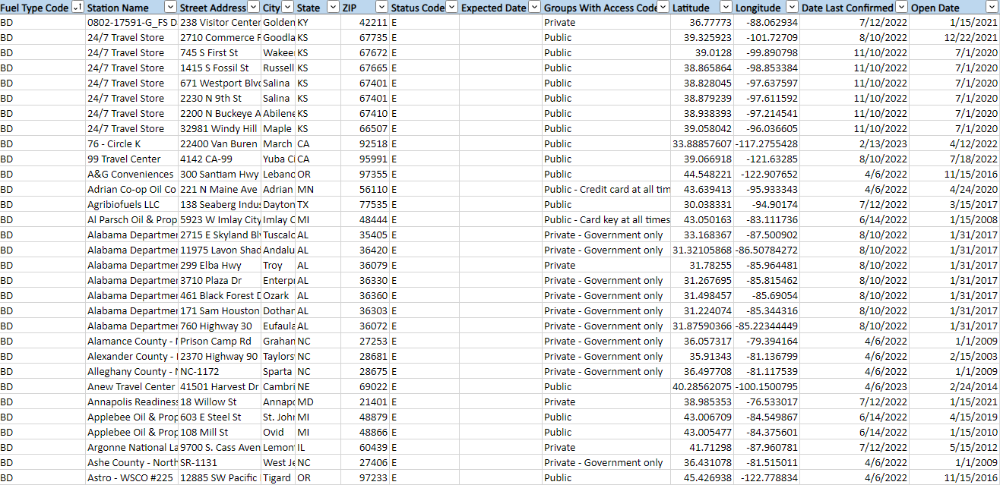 Fuel Type Code Station Name Street Address City State ZIP Status Code Expected Date Groups With Access Code Latitude Longitude Date Last Confirmed Open Date
BD 0802-17591-G_FS D 238 Visitor Center Golden KY 42211 E Private 36.77773 -88.062934 7/12/2022 1/15/2021
BD 24/7 Travel Store 2710 Commerce R Goodla KS 67735 E Public 39.325923 -101.72709 8/10/2022 12/22/2021
BD 24/7 Travel Store 745 S First St Wakee KS 67672 E Public 39.0128 -99.890798 11/10/2022 7/1/2020
BD 24/7 Travel Store 1415 S Fossil St Russell KS 67665 E Public 38.865864 -98.853384 11/10/2022 7/1/2020
BD 24/7 Travel Store 671 Westport Blvd Salina KS 67401 E Public 38.828045 -97.637597 11/10/2022 7/1/2020
BD 24/7 Travel Store 2230 N 9th St Salina KS 67401 E Public 38.879239 -97.611592 11/10/2022 7/1/2020
BD 24/7 Travel Store 2200 N Buckeye A Abilene KS 67410 E Public 38.938393 -97.214541 11/10/2022 7/1/2020
BD 24/7 Travel Store 32981 Windy Hill Maple KS 66507 E Public 39.058042 -96.036605 11/10/2022 7/1/2020
BD 76 - Circle K 22400 Van Buren March CA 92518 E Public 33.88857607 -117.2755428 2/13/2023 4/12/2022
BD 99 Travel Center 4142 CA-99 Yuba Ci CA 95991 E Public 39.066918 -121.63285 8/10/2022 7/18/2022
BD A&G Conveniences 300 Santiam Hwy Lebano OR 97355 E Public 44.548221 -122.907652 4/6/2022 11/15/2016
BD Adrian Co-op Oil Co 221 N Maine Ave Adrian MN 56110 E Public - Credit card at all tim 43.639413 -95.933343 4/6/2022 4/24/2020
BD Agribiofuels LLC 138 Seaberg Indus Dayton TX 77535 E Public 30.038331 -94.90174 7/12/2022 3/15/2017
BD Al Parsch Oil & Prop 5923 W Imlay City Imlay C MI 48444 E Public - Card key at all times 43.050163 -83.111736 6/14/2022 1/15/2008
BD Alabama Departmen 2715 E Skyland Bl Tuscalo AL 35405 E Private - Government only 33.168367 -87.500902 8/10/2022 1/31/2017
BD Alabama Departmen 11975 Lavon Shad Andalu AL 36420 E Private - Government only 31.32105868 -86.50784272 8/10/2022 1/31/2017
BD Alabama Departmen 299 Elba Hwy Troy AL 36079 E Private 31.78255 -85.964481 8/10/2022 1/31/2017
BD Alabama Departmen 3710 Plaza Dr Enterpr AL 36330 E Private - Government only 31.267695 -85.815462 8/10/2022 1/31/2017
BD Alabama Departmen 461 Black Forest D Ozark AL 36360 E Private - Government only 31.498457 -85.69054 8/10/2022 1/31/2017
BD Alabama Departmen 171 Sam Houston Dothan AL 36303 E Private - Government only 31.224074 -85.344316 8/10/2022 1/31/2017
BD Alabama Departmen 760 Highway 30 Eufaula AL 36072 E Private - Government only 31.87590366 -85.22344449 8/10/2022 1/31/2017
BD Alamance County - N Prison Camp Rd Graham NC 27253 E Private - Government only 36.057317 -79.394164 4/6/2022 1/1/2009
BD Alexander County - 2370 Highway 90 Taylors NC 28681 E Private - Government only 35.91343 -81.136799 4/6/2022 2/15/2003
BD Alleghany County - N NC-1172 Sparta NC 28675 E Private - Government only 36.497708 -81.117539 4/6/2022 1/1/2009
BD Anew Travel Center 41501 Harvest Dr Cambri NE 69022 E Public 40.28562075 -100.1500795 4/6/2023 2/24/2014
BD Annapolis Readiness 18 Willow St Annapo MD 21401 E Private 38.985353 -76.533017 7/12/2022 1/15/2021
BD Applebee Oil & Prop 603 E Steel St St. John MI 48879 E Public 43.006709 -84.549867 6/14/2022 4/15/2019
BD Applebee Oil & Prop 108 Mill St Ovid MI 48866 E Public 43.005477 -84.375601 6/14/2022 1/15/2010
BD Argonne National La 9700 S. Cass Aven Lemont IL 60439 E Private 41.71298 -87.960781 7/12/2022 5/15/2012
BD Ashe County - North SR-1131 West Je NC 27406 E Private - Government only 36.431078 -81.515011 4/6/2022 1/1/2009
BD Astro - WSCO #225 12885 SW Pacific Tigard OR 97233 E Public 45.426938 -122.778834 4/6/2022 11/15/2016